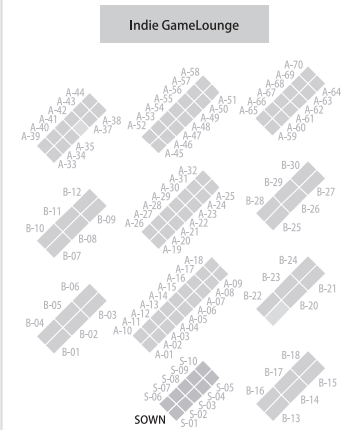 Indie GameLounge
A-44
A-43
A-42
A-41
A-40
A-39
A-38
A-37
A-35
A-34
A-33
A-58
A-57
A-56
A-55
A-54
A-53
A-52
A-51
A-50
A-49
A-48
A-47
A-46
A-45
A-70
A-69
A-68
A-67
A-66
A-65
A-64
A-63
A-62
A-61
A-60
A-59
B-12
B-11
B-10
B-09
B-08
B-07
A-32
A-31
A-30
A-29
A-28
A-27
A-26
A-25
A-24
A-23
A-22
A-21
A-20
A-19
B-30
B-29
B-28
B-27
B-26
B-25
B-06
B-05
B-04
B-03
B-02
B-01
A-18
A-17
A-16
A-15
A-14
A-13
A-12
A-11
A-10
A-09
A-08
A-07
A-06
A-05
A-04
A-03
A-02
A-01
B-24
B-23
B-22
B-21
B-20
S-10
S-09
S-08
S-07
S-06
S-05
S-04
S-03
S-02
S-01
SOWN
B-18
B-17
B-16
B-15
B-14
B-13